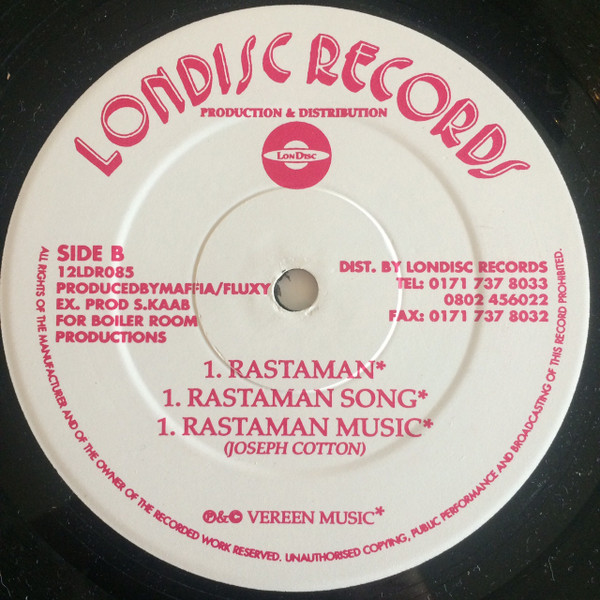 LONDISC RECORDS
PRODUCTION & DISTRIBUTION
LONDISC
SIDE B
12LDR085
PRODUCEDBYMAFFIA/FLUXY
EX. PROD S.KAAB
FOR BOILER ROOM
PRODUCTIONS
DIST. BY LONDISC RECORDS
TEL: 0171 737 8033
0802 456022
FAX: 0171 737 8032
1. RASTAMAN*
1. RASTAMAN SONG*
1. RASTAMAN MUSIC*
(JOSEPH COTTON)
℗&© VEREEN MUSIC*
ALL RIGHTS OF THE MANUFACTURER AND OF THE OWNER OF THE RECORDED WORK RESERVED. UNAUTHORISED COPYING, PUBLIC PERFORMANCE AND BROADCASTING OF THIS RECORD PROHIBITED.